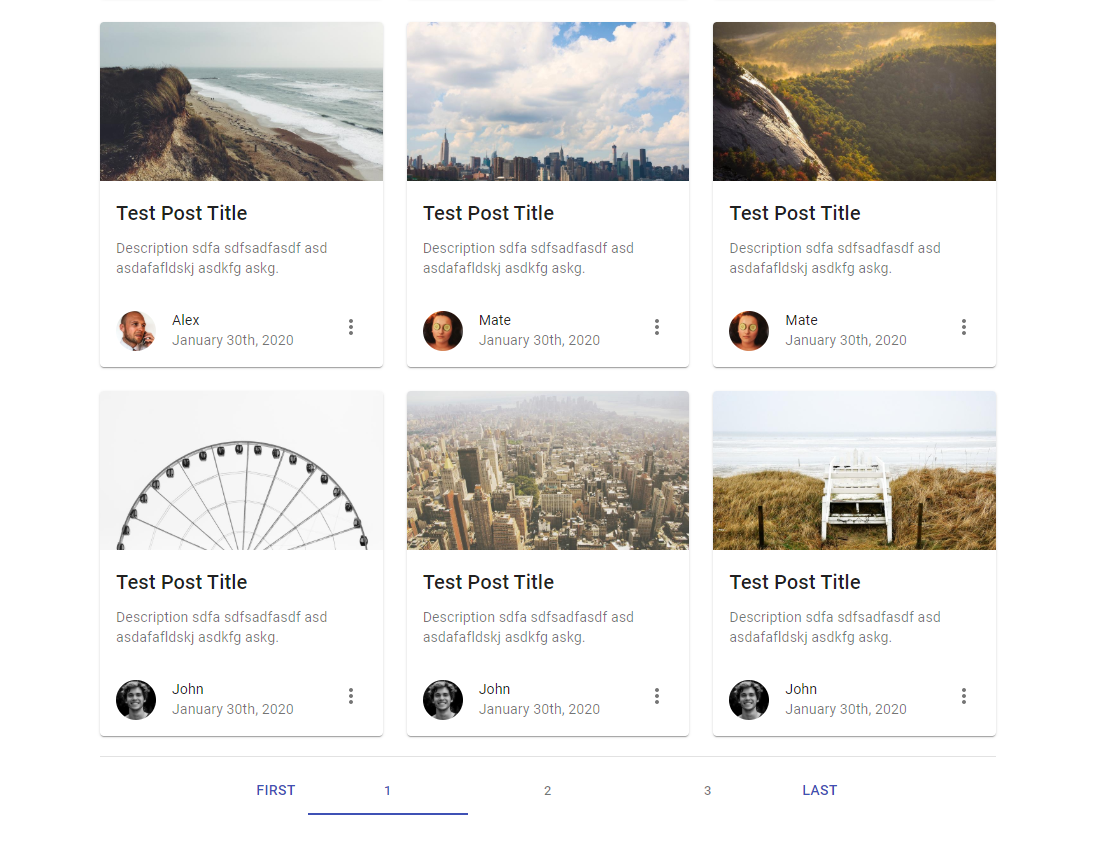 Test Post Title
Description sdfa sdfsadfasdf asd
asdafafldskj asdkfg askg.
Alex
January 30th, 2020
Test Post Title
Description sdfa sdfsadfasdf asd
asdafafldskj asdkfg askg.
Mate
January 30th, 2020
Test Post Title
Description sdfa sdfsadfasdf asd
asdafafldskj asdkfg askg.
Mate
January 30th, 2020
Test Post Title
Description sdfa sdfsadfasdf asd
asdafafldskj asdkfg askg.
John
January 30th, 2020
Test Post Title
Description sdfa sdfsadfasdf asd
asdafafldskj asdkfg askg.
John
January 30th, 2020
Test Post Title
Description sdfa sdfsadfasdf asd
asdafafldskj asdkfg askg.
John
January 30th, 2020
FIRST 1 2 3 LAST